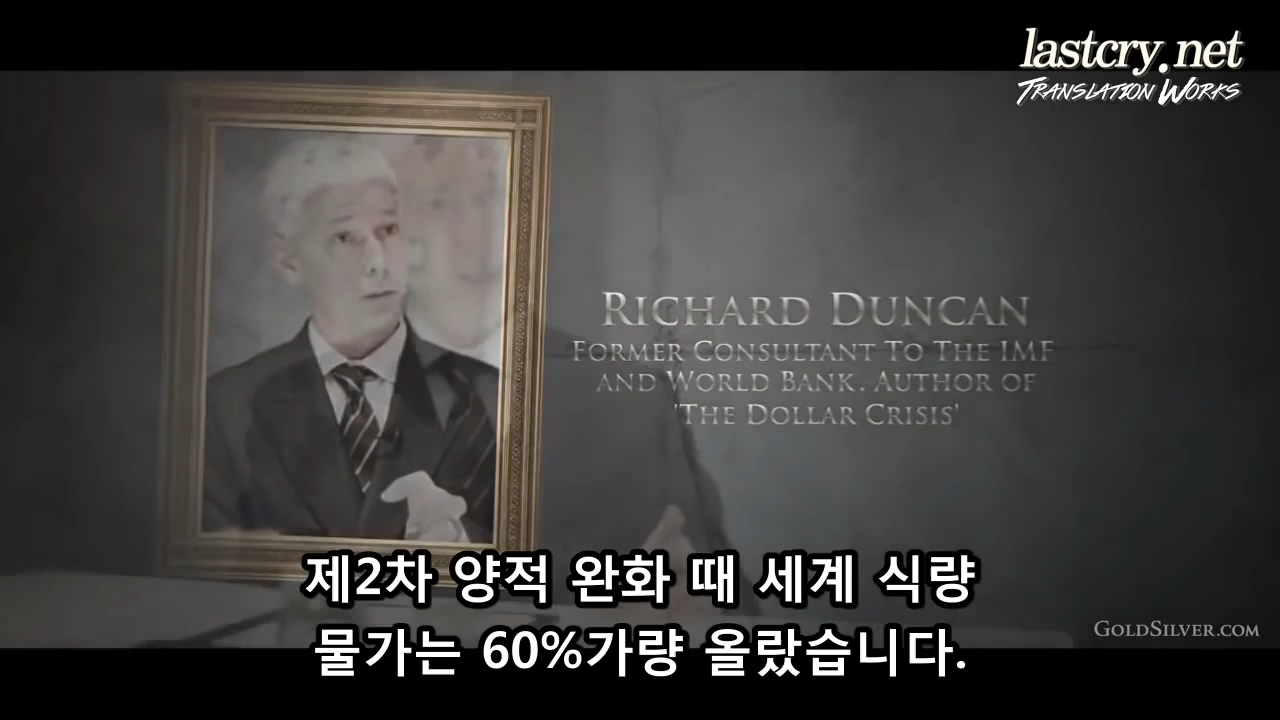 lastcry.net
TRANSLATION WORKS
RICHARD DUNCAN
FORMER CONSULTANT TO THE IMF
AND WORLD BANK. AUTHOR OF
'THE DOLLAR CRISIS'
제2차 양적 완화 때 세계 식량
물가는 60%가량 올랐습니다.
GOLDSILVER.COM